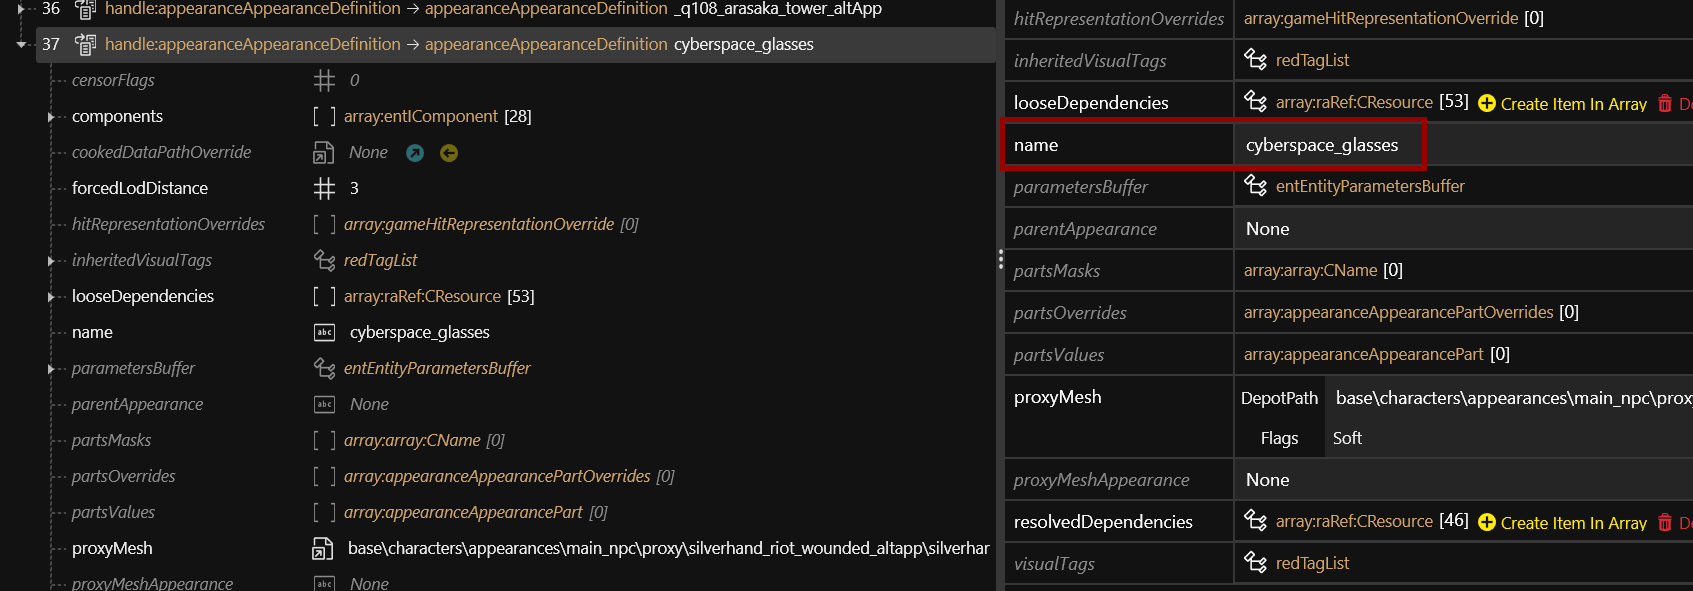 36 handle:appearanceAppearanceDefinition → appearanceAppearanceDefinition _q108_arasaka_tower_altApp
37 handle:appearanceAppearanceDefinition → appearanceAppearanceDefinition cyberspace_glasses
censorFlags 0
components [ ] array:entIComponent [28]
cookedDataPathOverride None
forcedLodDistance 3
hitRepresentationOverrides [ ] array:gameHitRepresentationOverride [0]
inheritedVisualTags redTagList
looseDependencies [ ] array:raRef:CResource [53]
name abc cyberspace_glasses
parametersBuffer entEntityParametersBuffer
parentAppearance abc None
partsMasks [ ] array:array:CName [0]
partsOverrides [ ] array:appearanceAppearancePartOverrides [0]
partsValues [ ] array:appearanceAppearancePart [0]
proxyMesh base\characters\appearances\main_npc\proxy\silverhand_riot_wounded_altapp\silverhar
proxyMeshAppearance abc None
hitRepresentationOverrides array:gameHitRepresentationOverride [0]
inheritedVisualTags redTagList
looseDependencies array:raRef:CResource [53] Create Item In Array De
name cyberspace_glasses
parametersBuffer entEntityParametersBuffer
parentAppearance None
partsMasks array:array:CName [0]
partsOverrides array:appearanceAppearancePartOverrides [0]
partsValues array:appearanceAppearancePart [0]
proxyMesh DepotPath base\characters\appearances\main_npc\proxy
Flags Soft
proxyMeshAppearance None
resolvedDependencies array:raRef:CResource [46] Create Item In Array De
visualTags redTagList